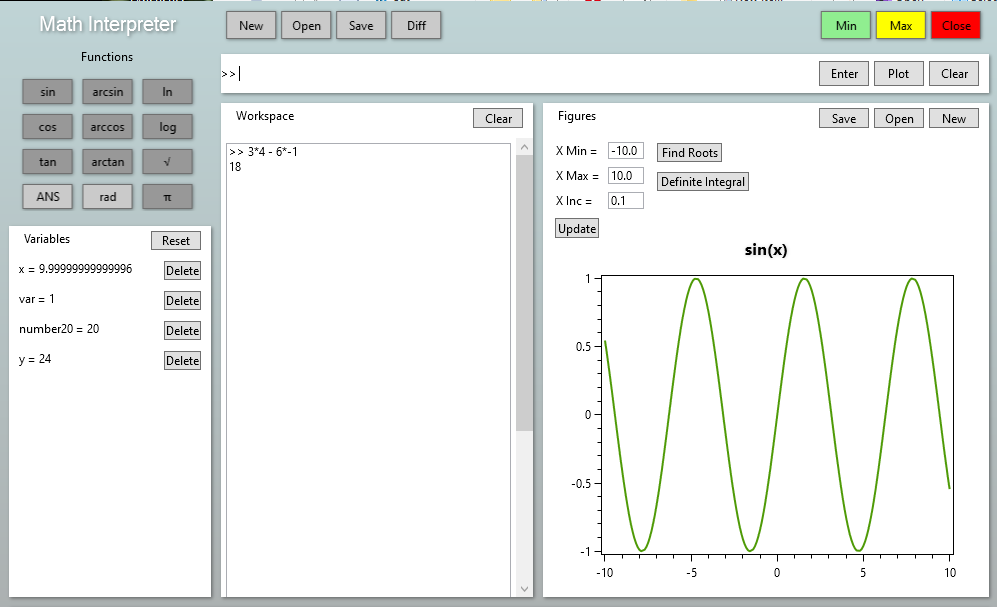 Math Interpreter
New Open Save Diff
Min Max Close
Functions
sin arcsin ln
cos arccos log
tan arctan √
ANS rad π
>>
Enter Plot Clear
Variables Reset
x = 9.99999999999996 Delete
var = 1 Delete
number20 = 20 Delete
y = 24 Delete
Workspace Clear
>> 3*4 - 6*-1
18
Figures Save Open New
X Min = -10.0 Find Roots
X Max = 10.0 Definite Integral
X Inc = 0.1
Update
sin(x)
1
0.5
0
-0.5
-1
-10 -5 0 5 10